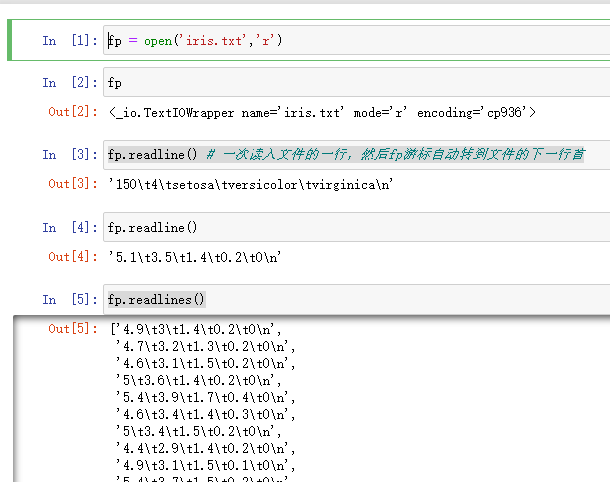 In [1]: fp = open('iris.txt','r')
In [2]: fp
Out[2]: <_io.TextIOWrapper name='iris.txt' mode='r' encoding='cp936'>
In [3]: fp.readline() # 一次读入文件的一行，然后fp游标自动转到文件的下一行首
Out[3]: '150\t4\tsetosa\tversicolor\tvirginica\n'
In [4]: fp.readline()
Out[4]: '5.1\t3.5\t1.4\t0.2\t0\n'
In [5]: fp.readlines()
Out[5]: ['4.9\t3\t1.4\t0.2\t0\n',
'4.7\t3.2\t1.3\t0.2\t0\n',
'4.6\t3.1\t1.5\t0.2\t0\n',
'5\t3.6\t1.4\t0.2\t0\n',
'5.4\t3.9\t1.7\t0.4\t0\n',
'4.6\t3.4\t1.4\t0.3\t0\n',
'5\t3.4\t1.5\t0.2\t0\n',
'4.4\t2.9\t1.4\t0.2\t0\n',
'4.9\t3.1\t1.5\t0.1\t0\n',
'5.4\t3.7\t1.5\t0.2\t0\n',